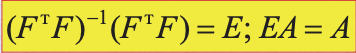 (FᵀF)⁻¹(FᵀF) = E; EA = A